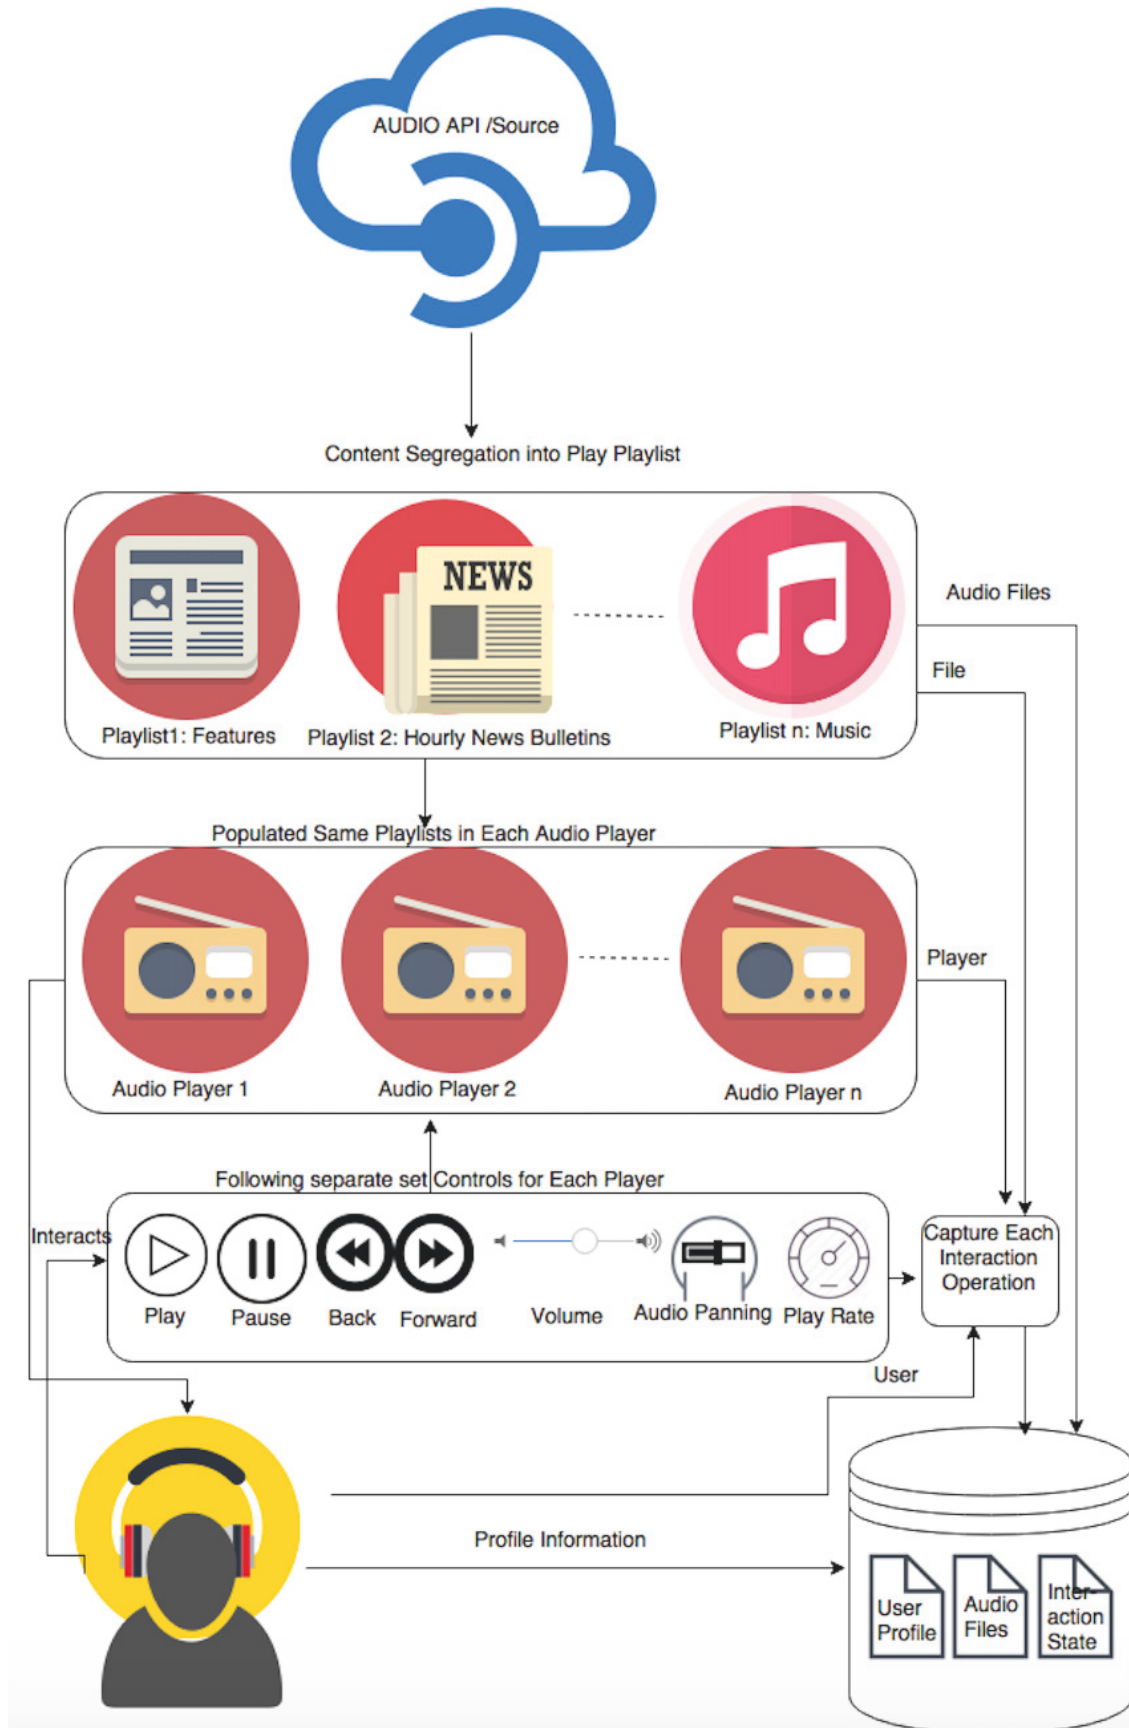 AUDIO API /Source
Content Segregation into Play Playlist
NEWS
Playlist1: Features
Playlist 2: Hourly News Bulletins
Playlist n: Music
Audio Files
File
Populated Same Playlists in Each Audio Player
Audio Player 1
Audio Player 2
Audio Player n
Player
Following separate set Controls for Each Player
Interacts
Play
Pause
Back
Forward
Volume
Audio Panning
Play Rate
Capture Each
Interaction
Operation
User
Profile Information
User
Profile
Audio
Files
Inter-
action
State